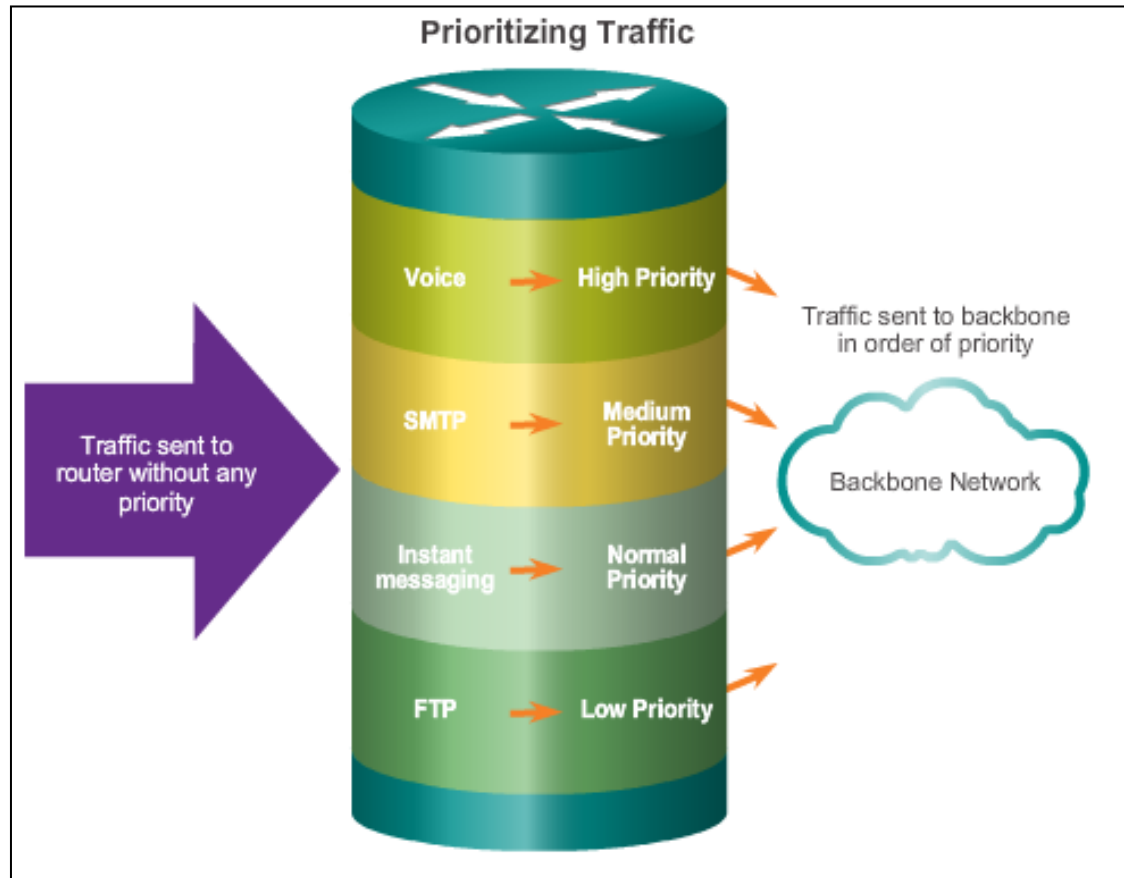 Prioritizing Traffic
Voice
High Priority
Traffic sent to backbone
in order of priority
SMTP
Medium
Priority
Traffic sent to
router without any
priority
Backbone Network
Instant
messaging
Normal
Priority
FTP
Low Priority